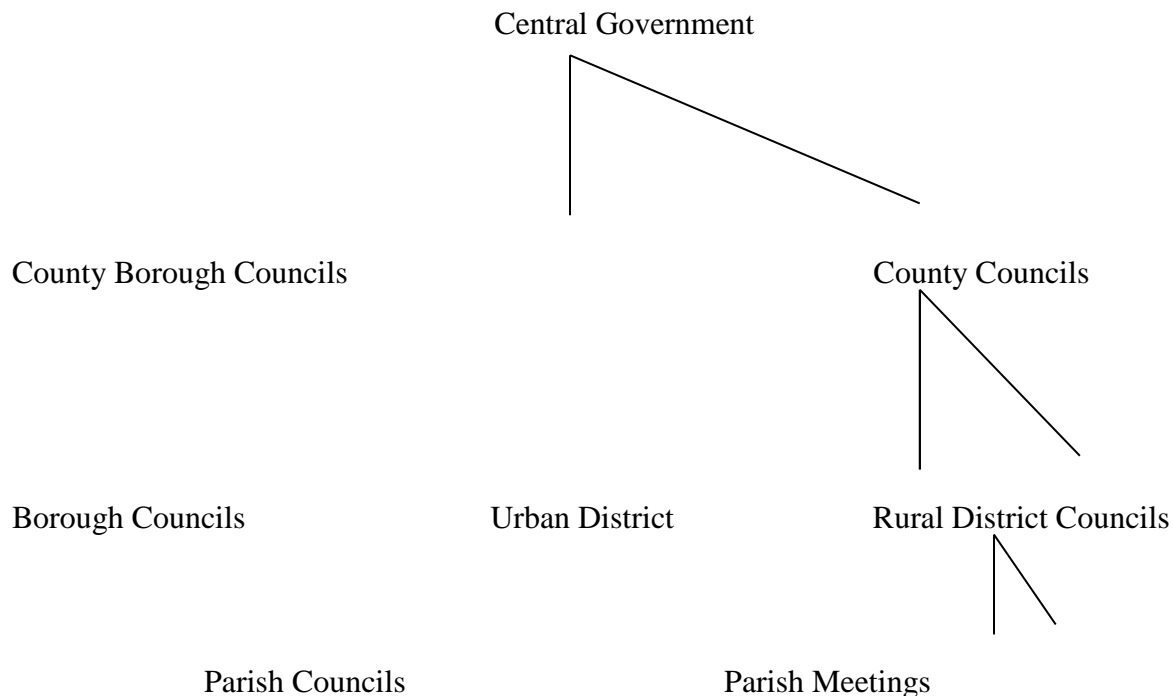 Central Government
County Borough Councils County Councils
Borough Councils Urban District Rural District Councils
Parish Councils Parish Meetings